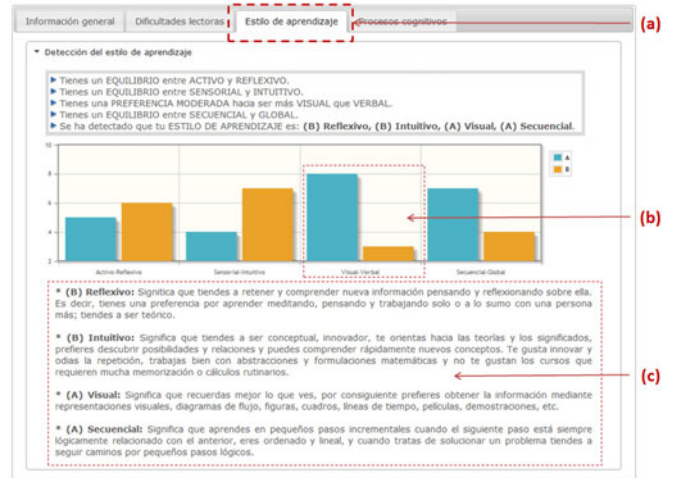 Información general Dificultades lectoras Estilo de aprendizaje Procesos cognitivos (a)
Detección del estilo de aprendizaje
Tienes un EQUILIBRIO entre ACTIVO y REFLEXIVO.
Tienes un EQUILIBRIO entre SENSORIAL y INTUITIVO.
Tienes una PREFERENCIA MODERADA hacia ser más VISUAL que VERBAL.
Tienes un EQUILIBRIO entre SECUENCIAL y GLOBAL.
Se ha detectado que tu ESTILO DE APRENDIZAJE es: (B) Reflexivo, (B) Intuitivo, (A) Visual, (A) Secuencial.
10
8
6
4
2
A
B
(b)
Activo-Reflexivo Sensorial-Intuitivo Visual-Verbal Secuencial-Global
* (B) Reflexivo: Signitica que tiendes a retener y comprender nueva información pensando y reflexionando sobre ella.
Es decir, tienes una preferencia por aprender meditando, pensando y trabajando solo o a lo sumo con una persona
más; tiendes a ser teórico.
* (B) Intuitivo: Significa que tiendes a ser conceptual, innovador, te orientas hacia las teorías y los significados,
prefieres descubrir posibilidades y relaciones y puedes comprender rápidamente nuevos conceptos. Te gusta innovar y
odias la repetición, trabajas bien con abstracciones y formulaciones matemáticas y no te gustan los cursos que
requieren mucha memorización o cálculos rutinarios.
(c)
* (A) Visual: Significa que recuerdas mejor lo que ves, por consiguiente prefieres obtener la información mediante
representaciones visuales, diagramas de flujo, figuras, cuadros, líneas de tiempo, películas, demostraciones, etc.
* (A) Secuencial: Significa que aprendes en pequeños pasos incrementales cuando el siguiente paso está siempre
lógicamente relacionado con el anterior, eres ordenado y lineal, y cuando tratas de solucionar un problema tiendes a
seguir caminos por pequeños pasos lógicos.